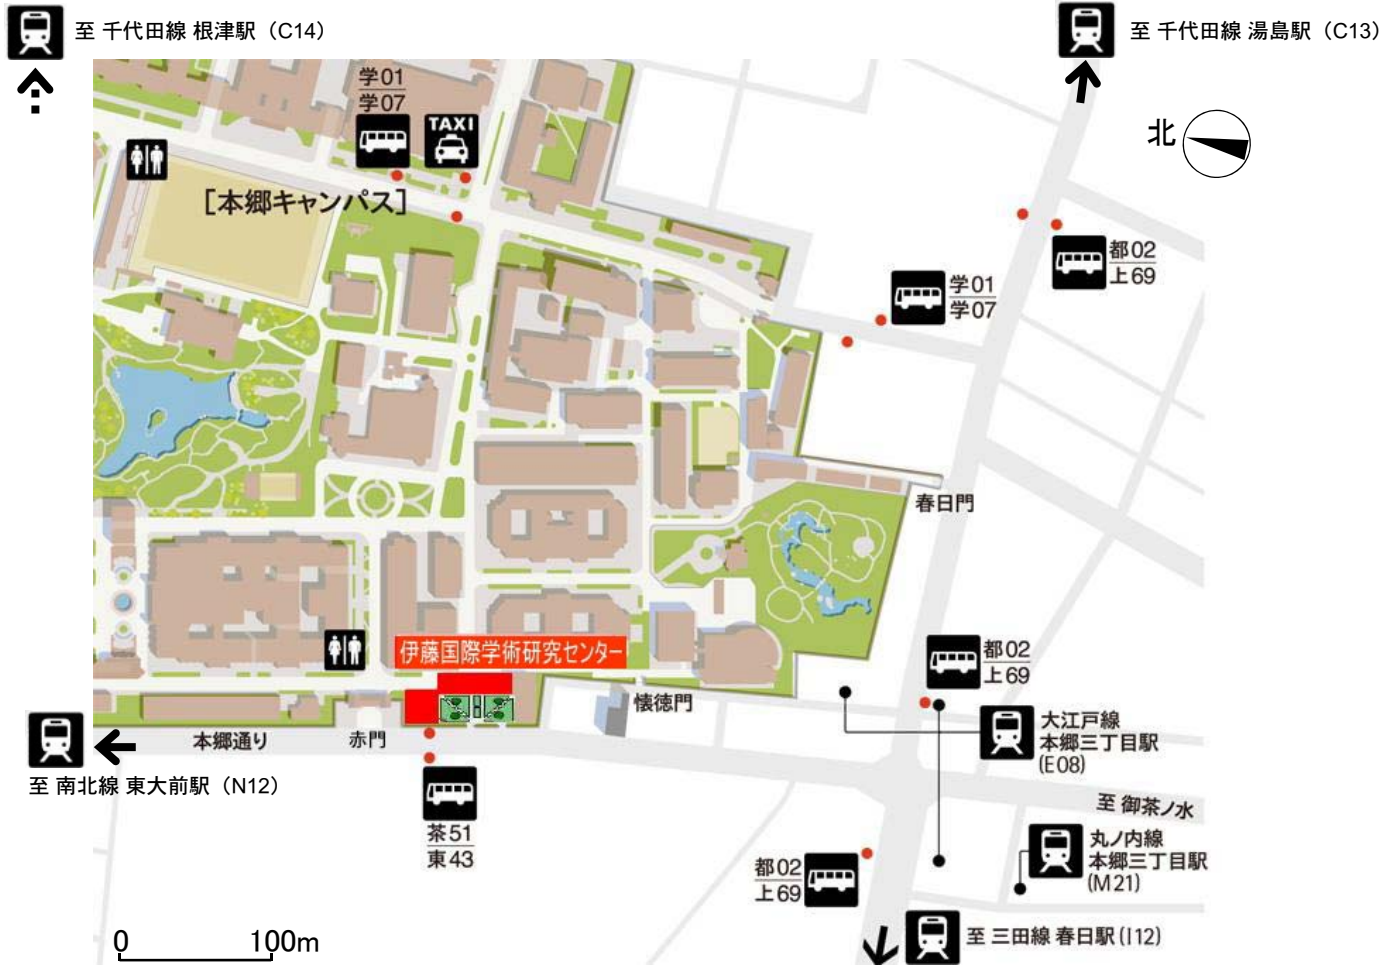 至 千代田線 根津駅（C14）
至 千代田線 湯島駅（C13）
学01
学07
TAXI
北
［本郷キャンパス］
都02
上69
学01
学07
春日門
伊藤国際学術研究センター
都02
上69
懐徳門
大江戸線
本郷三丁目駅
(E08)
本郷通り
赤門
至 南北線 東大前駅（N12）
至 御茶ノ水
茶51
東43
丸ノ内線
本郷三丁目駅
(M21)
都02
上69
至 三田線 春日駅(I12)
0 100m